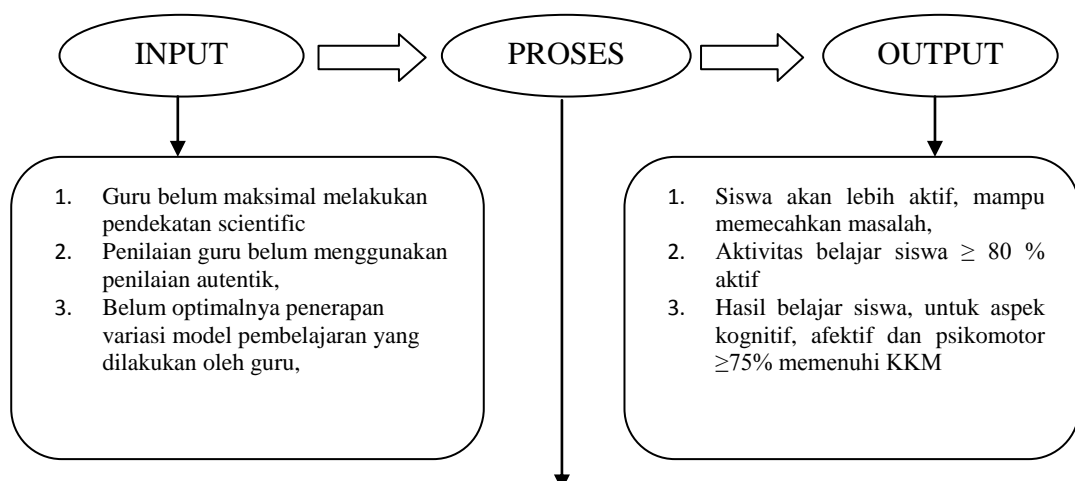 INPUT
PROSES
OUTPUT
1. Guru belum maksimal melakukan
pendekatan scientific
2. Penilaian guru belum menggunakan
penilaian autentik,
3. Belum optimalnya penerapan
variasi model pembelajaran yang
dilakukan oleh guru,
1. Siswa akan lebih aktif, mampu
memecahkan masalah,
2. Aktivitas belajar siswa ≥ 80 %
aktif
3. Hasil belajar siswa, untuk aspek
kognitif, afektif dan psikomotor
≥75% memenuhi KKM